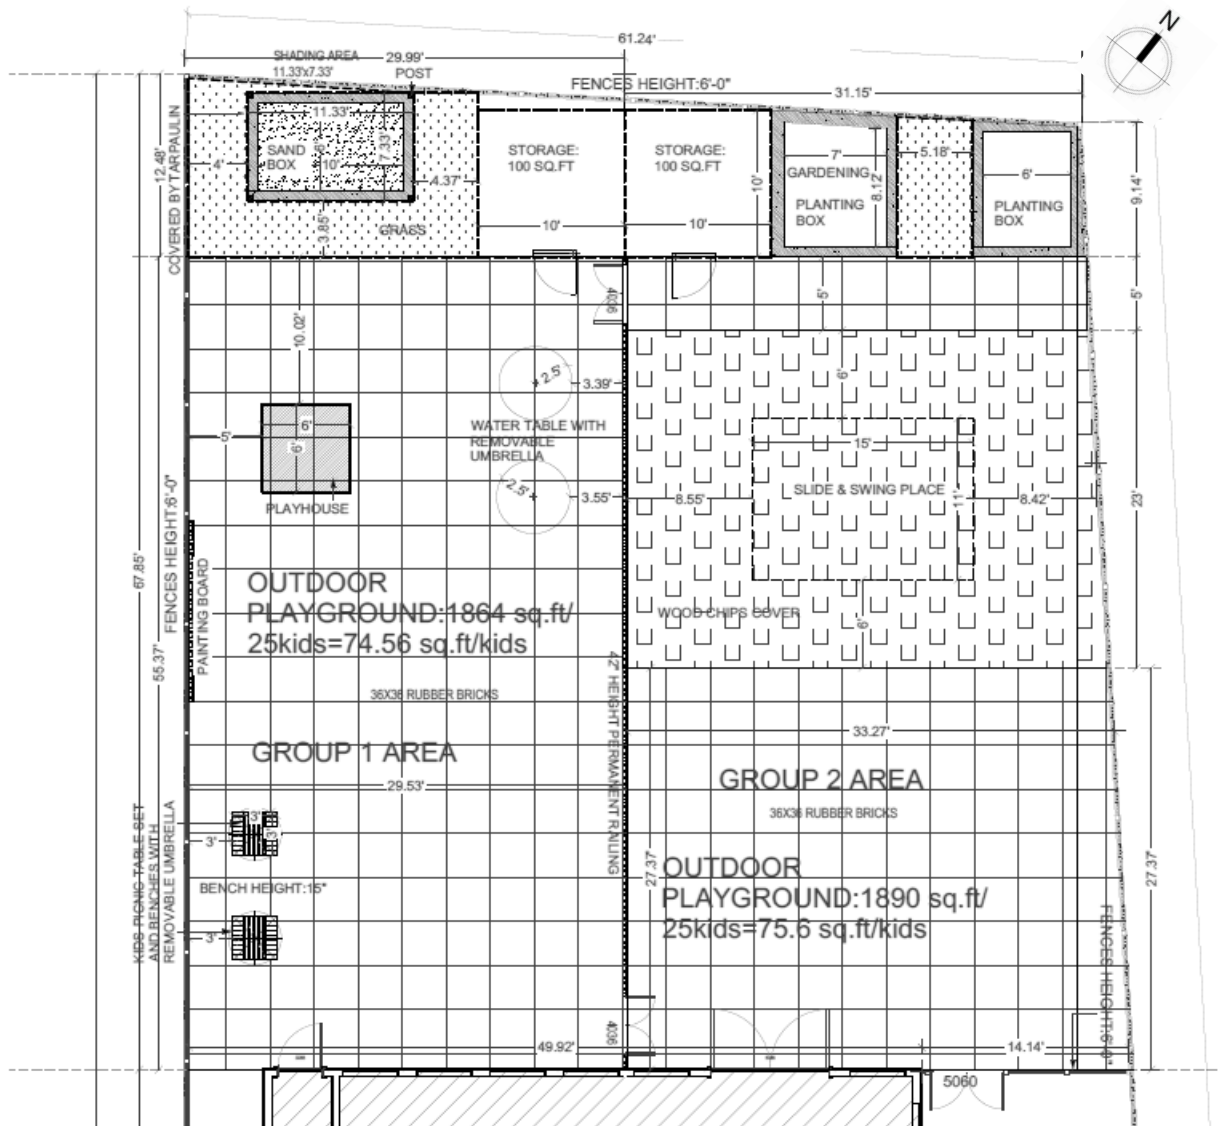 N
61.24'
SHADING AREA
11.33'x7.33'
29.99'
POST
FENCES HEIGHT:6'-0"
31.15'
11.33'
SAND
BOX
6'
10'
7.33'
4'
4.37'
3.85'
GRASS
12.48'
COVERED BY TARPAULIN
STORAGE:
100 SQ.FT
10'
STORAGE:
100 SQ.FT
10'
10'
7'
GARDENING
8.12'
PLANTING
BOX
5.18'
6'
PLANTING
BOX
9.14'
4036
5'
5'
10.02'
2.5'
3.39'
6'
6'
6'
5'
WATER TABLE WITH
REMOVABLE
UMBRELLA
15'
2.5'
3.55'
8.55'
SLIDE & SWING PLACE
11'
8.42'
23'
PLAYHOUSE
FENCES HEIGHT:6'-0"
67.85'
55.37'
PAINTING BOARD
OUTDOOR
PLAYGROUND:1864 sq.ft/
25kids=74.56 sq.ft/kids
WOOD CHIPS COVER
6'
36X36 RUBBER BRICKS
42" HEIGHT PERMANENT RAILING
33.27'
GROUP 1 AREA
29.53'
GROUP 2 AREA
36X36 RUBBER BRICKS
3'
3'
3'
KIDS PICNIC TABLE SET
AND BENCHES WITH
REMOVABLE UMBRELLA
BENCH HEIGHT:15"
3'
27.37'
OUTDOOR
PLAYGROUND:1890 sq.ft/
25kids=75.6 sq.ft/kids
27.37'
FENCES HEIGHT:6'-0"
4036
49.92'
14.14'
5060